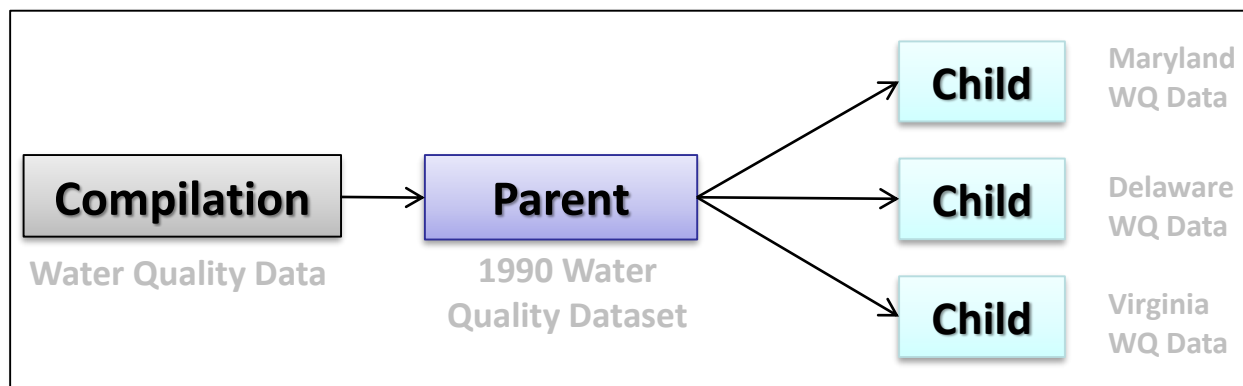 Compilation
Water Quality Data
Parent
1990 Water
Quality Dataset
Child
Maryland
WQ Data
Child
Delaware
WQ Data
Child
Virginia
WQ Data